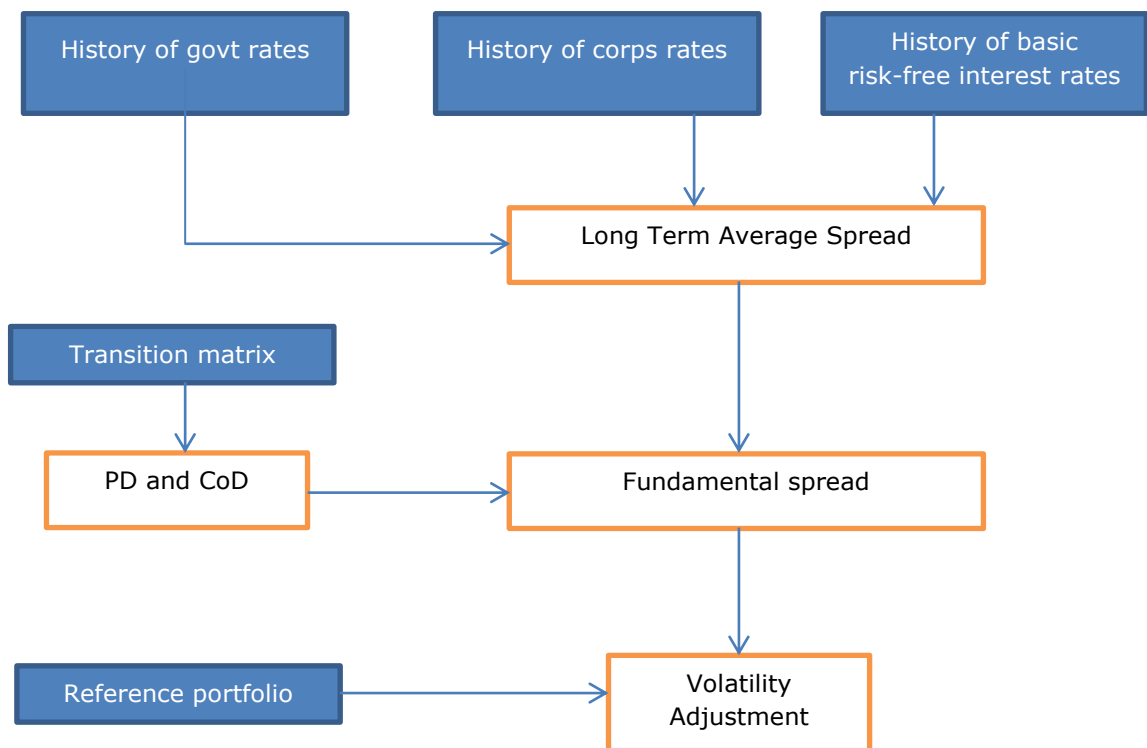 History of govt rates
History of corps rates
History of basic
risk-free interest rates
Long Term Average Spread
Transition matrix
PD and CoD
Fundamental spread
Reference portfolio
Volatility
Adjustment